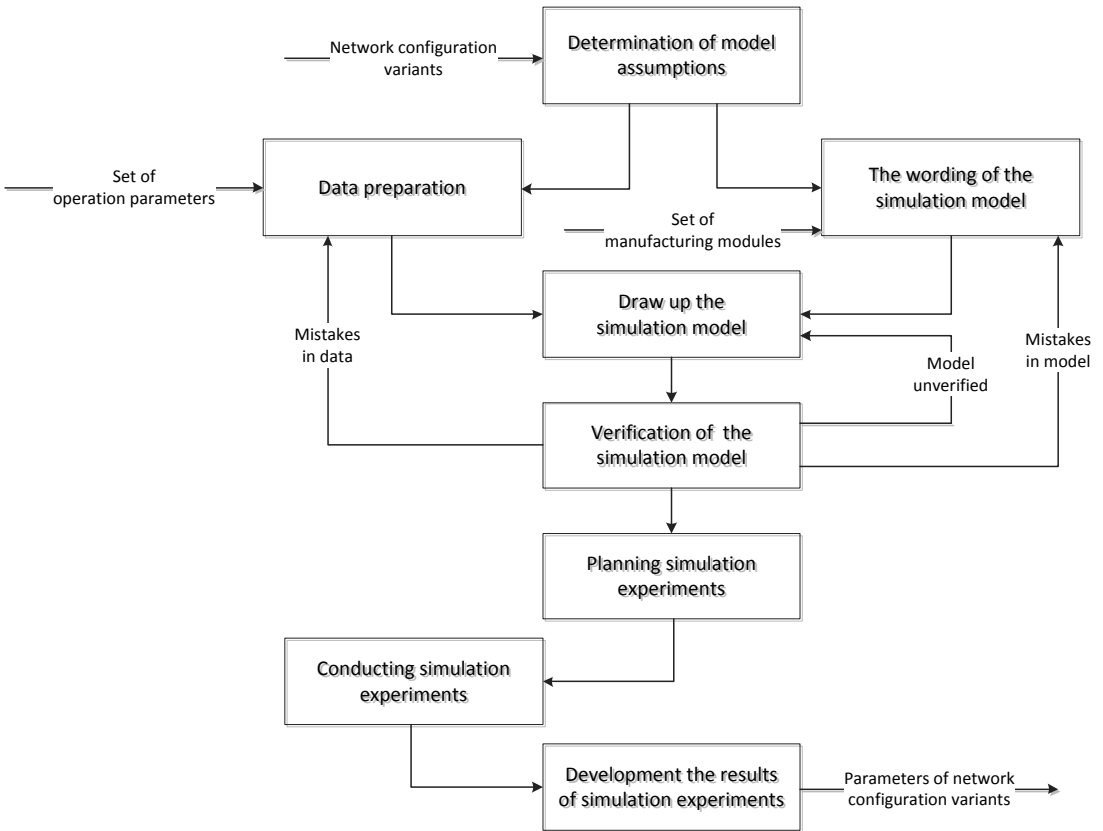 Network configuration
variants
Determination of model
assumptions
Set of
operation parameters
Data preparation
The wording of the
simulation model
Set of
manufacturing modules
Draw up the
simulation model
Mistakes
in data
Model
unverified
Mistakes
in model
Verification of the
simulation model
Planning simulation
experiments
Conducting simulation
experiments
Development the results
of simulation experiments
Parameters of network
configuration variants